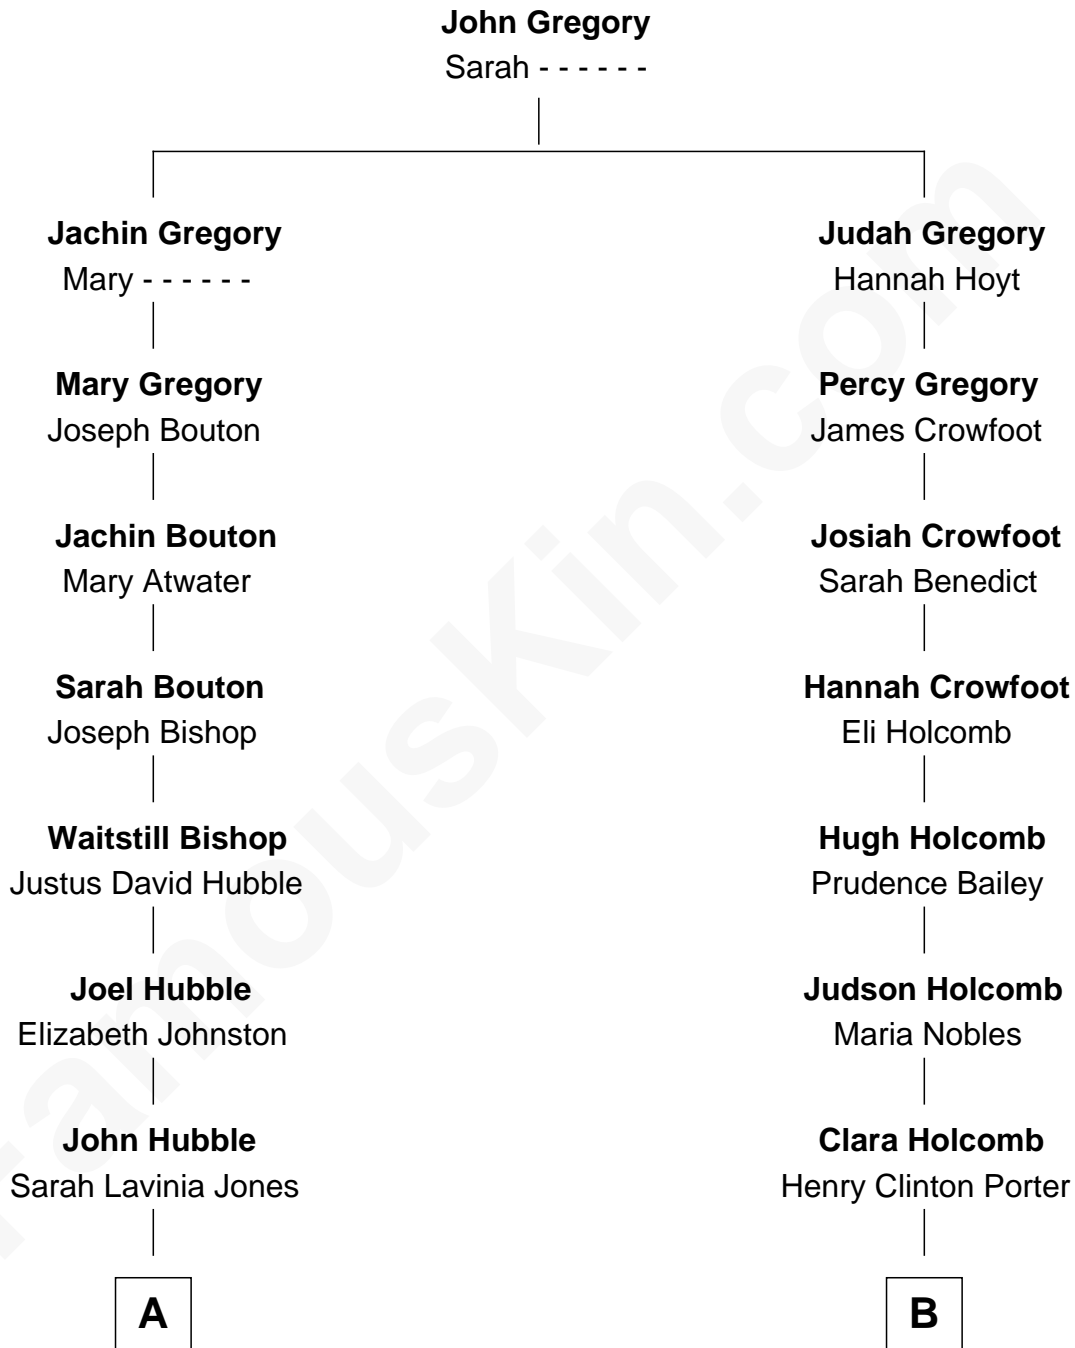 John Gregory
Sarah - - - - - -
Jachin Gregory
Mary - - - - - -
Judah Gregory
Hannah Hoyt
Mary Gregory
Joseph Bouton
Percy Gregory
James Crowfoot
Jachin Bouton
Mary Atwater
Josiah Crowfoot
Sarah Benedict
Sarah Bouton
Joseph Bishop
Hannah Crowfoot
Eli Holcomb
Waitstill Bishop
Justus David Hubble
Hugh Holcomb
Prudence Bailey
Joel Hubble
Elizabeth Johnston
Judson Holcomb
Maria Nobles
John Hubble
Sarah Lavinia Jones
Clara Holcomb
Henry Clinton Porter
A
B
FamousKin.com